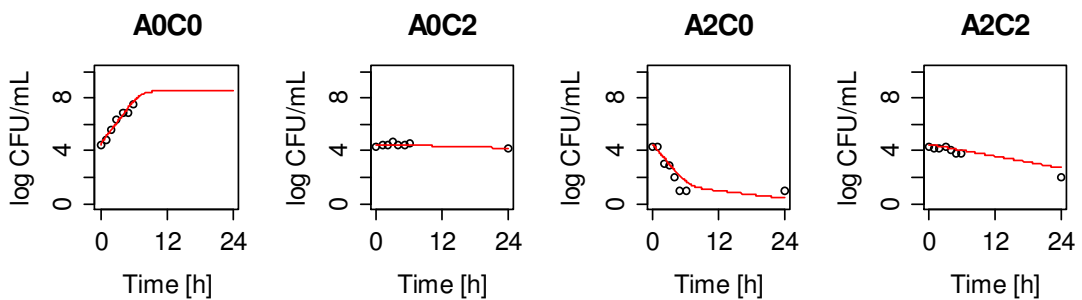 A0C0 A0C2 A2C0 A2C2
log CFU/mL log CFU/mL log CFU/mL log CFU/mL
8 8 8 8
4 4 4 4
0 0 0 0
0 12 24 0 12 24 0 12 24 0 12 24
Time [h] Time [h] Time [h] Time [h]